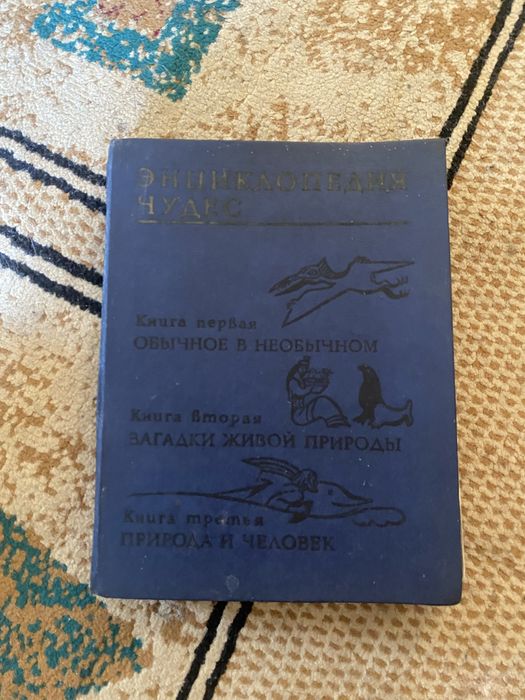 ЭНЦИКЛОПЕДИЯ
ЧУДЕС
Книга первая
ОБЫЧНОЕ В НЕОБЫЧНОМ
Книга вторая
ЗАГАДКИ ЖИВОЙ ПРИРОДЫ
Книга третья
ПРИРОДА И ЧЕЛОВЕК